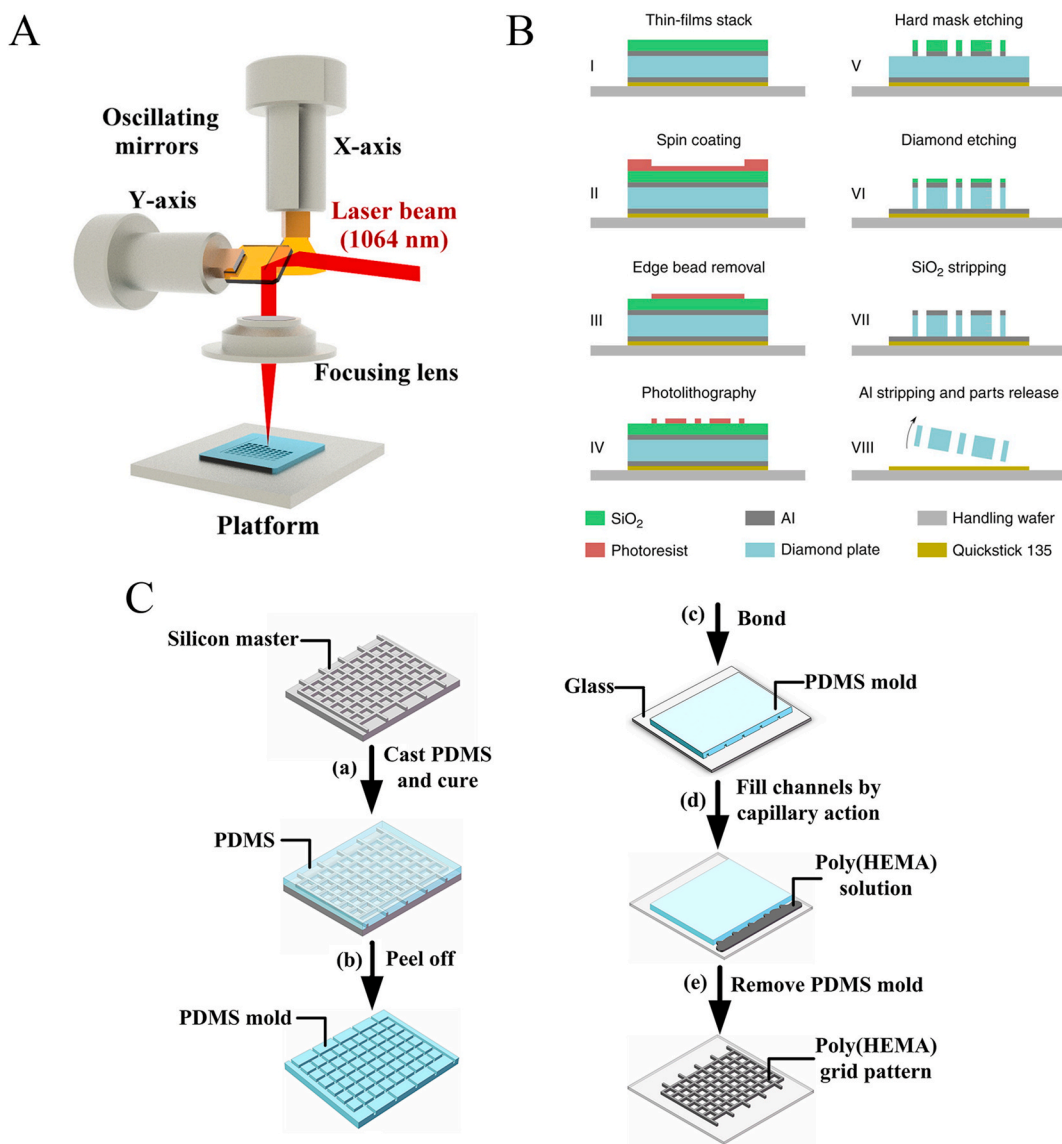 A
Oscillating
mirrors
X-axis
Y-axis
Laser beam
(1064 nm)
Focusing lens
Platform
B
Thin-films stack
I
Spin coating
II
Edge bead removal
III
Photolithography
IV
Hard mask etching
V
Diamond etching
VI
SiO₂ stripping
VII
Al stripping and parts release
VIII
SiO₂
Al
Handling wafer
Photoresist
Diamond plate
Quickstick 135
C
Silicon master
(a)
Cast PDMS
and cure
PDMS
(b)
Peel off
PDMS mold
(c)
Bond
Glass
PDMS mold
(d)
Fill channels by
capillary action
Poly(HEMA)
solution
(e)
Remove PDMS mold
Poly(HEMA)
grid pattern